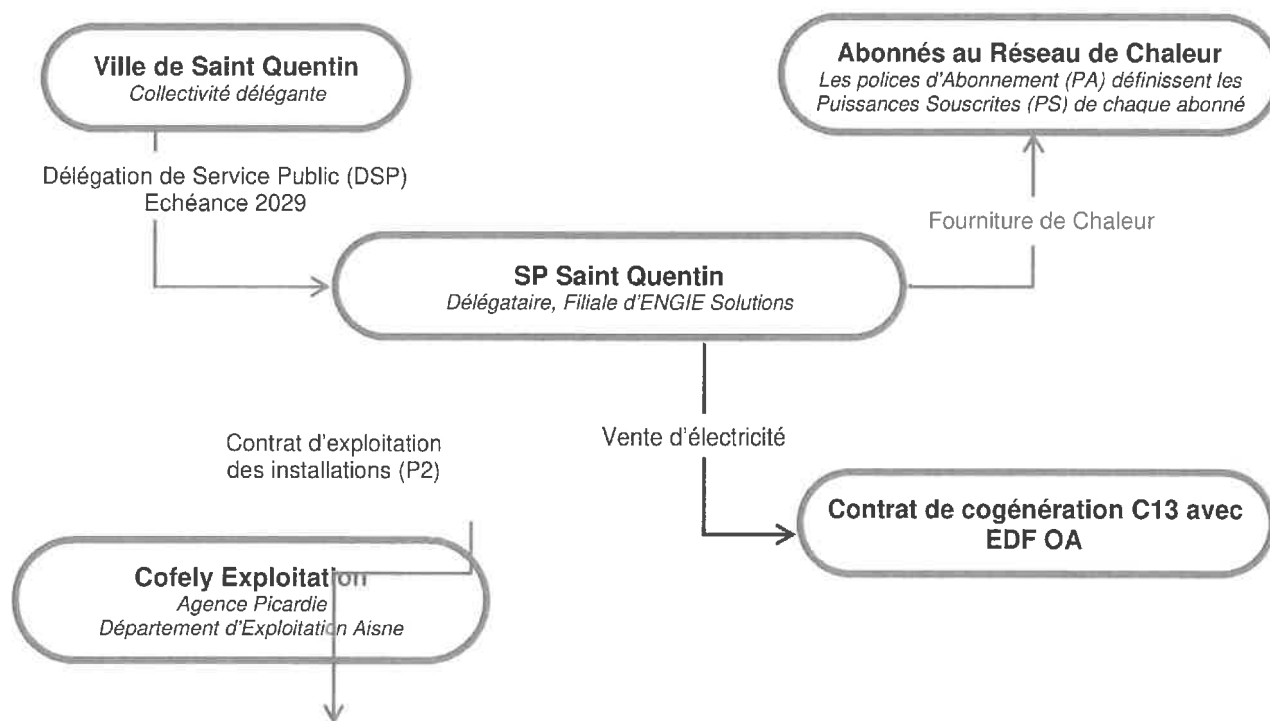 Ville de Saint Quentin
Collectivité délégante
Abonnés au Réseau de Chaleur
Les polices d'Abonnement (PA) définissent les
Puissances Souscrites (PS) de chaque abonné
Délégation de Service Public (DSP)
Echéance 2029
Fourniture de Chaleur
SP Saint Quentin
Délégataire, Filiale d'ENGIE Solutions
Contrat d'exploitation
des installations (P2)
Vente d'électricité
Contrat de cogénération C13 avec
EDF OA
Cofely Exploitation
Agence Picardie
Département d'Exploitation Aisne